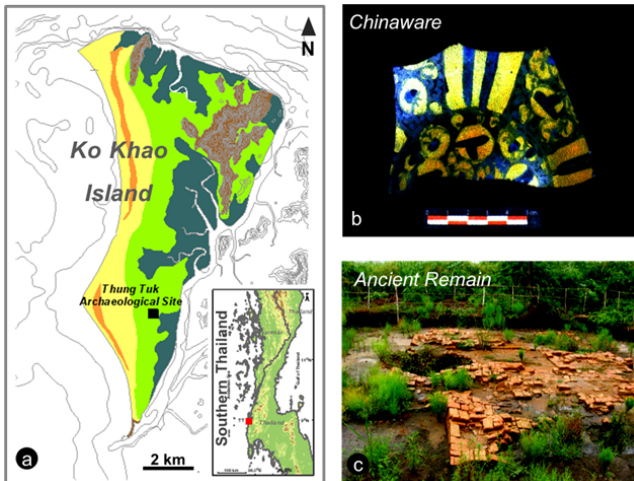 N
Ko Khao
Island
Thung Tuk
Archaeological Site
Southern Thailand
2 km
a
Chinaware
b
Ancient Remain
c